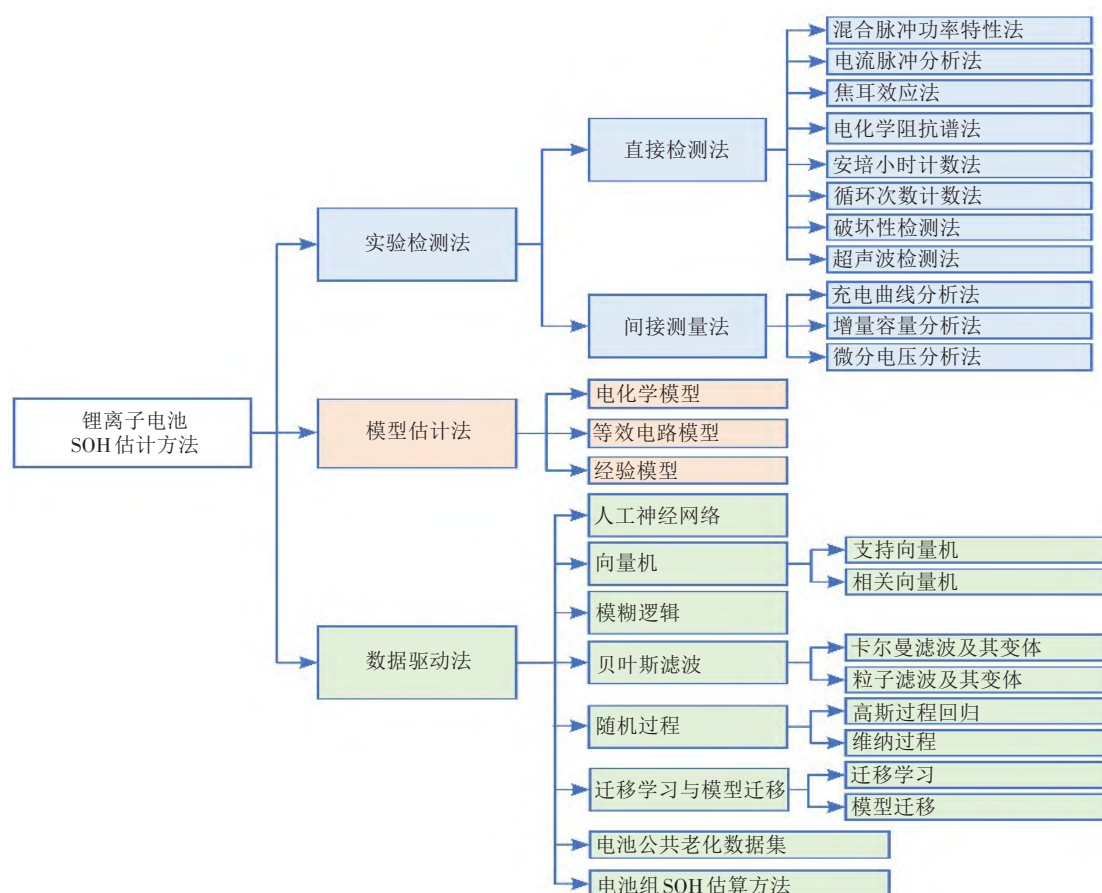 锂离子电池
SOH估计方法
实验检测法
直接检测法
混合脉冲功率特性法
电流脉冲分析法
焦耳效应法
电化学阻抗谱法
安培小时计数法
循环次数计数法
破坏性检测法
超声波检测法
间接测量法
充电曲线分析法
增量容量分析法
微分电压分析法
模型估计法
电化学模型
等效电路模型
经验模型
数据驱动法
人工神经网络
向量机
支持向量机
相关向量机
模糊逻辑
贝叶斯滤波
卡尔曼滤波及其变体
粒子滤波及其变体
随机过程
高斯过程回归
维纳过程
迁移学习与模型迁移
迁移学习
模型迁移
电池公共老化数据集
电池组SOH估算方法